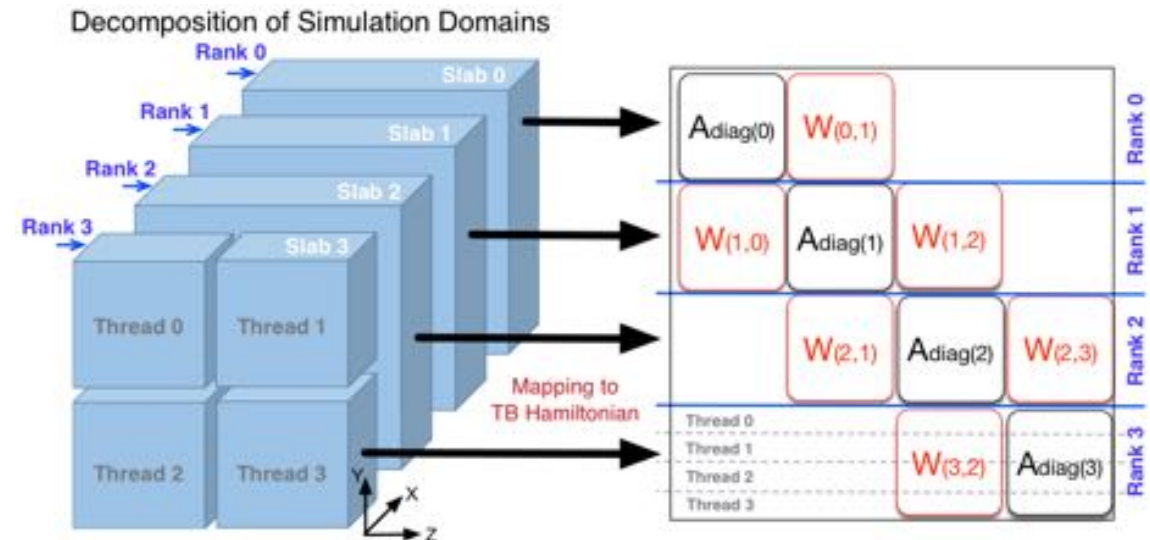 Decomposition of Simulation Domains
Rank 0
Slab 0
Rank 1
Slab 1
Rank 2
Slab 2
Rank 3
Slab 3
Thread 0
Thread 1
Thread 2
Thread 3
Y
X
Z
Mapping to
TB Hamiltonian
Adiag(0)
W(0,1)
Rank 0
W(1,0)
Adiag(1)
W(1,2)
Rank 1
W(2,1)
Adiag(2)
W(2,3)
Rank 2
Thread 0
Thread 1
Thread 2
Thread 3
W(3,2)
Adiag(3)
Rank 3